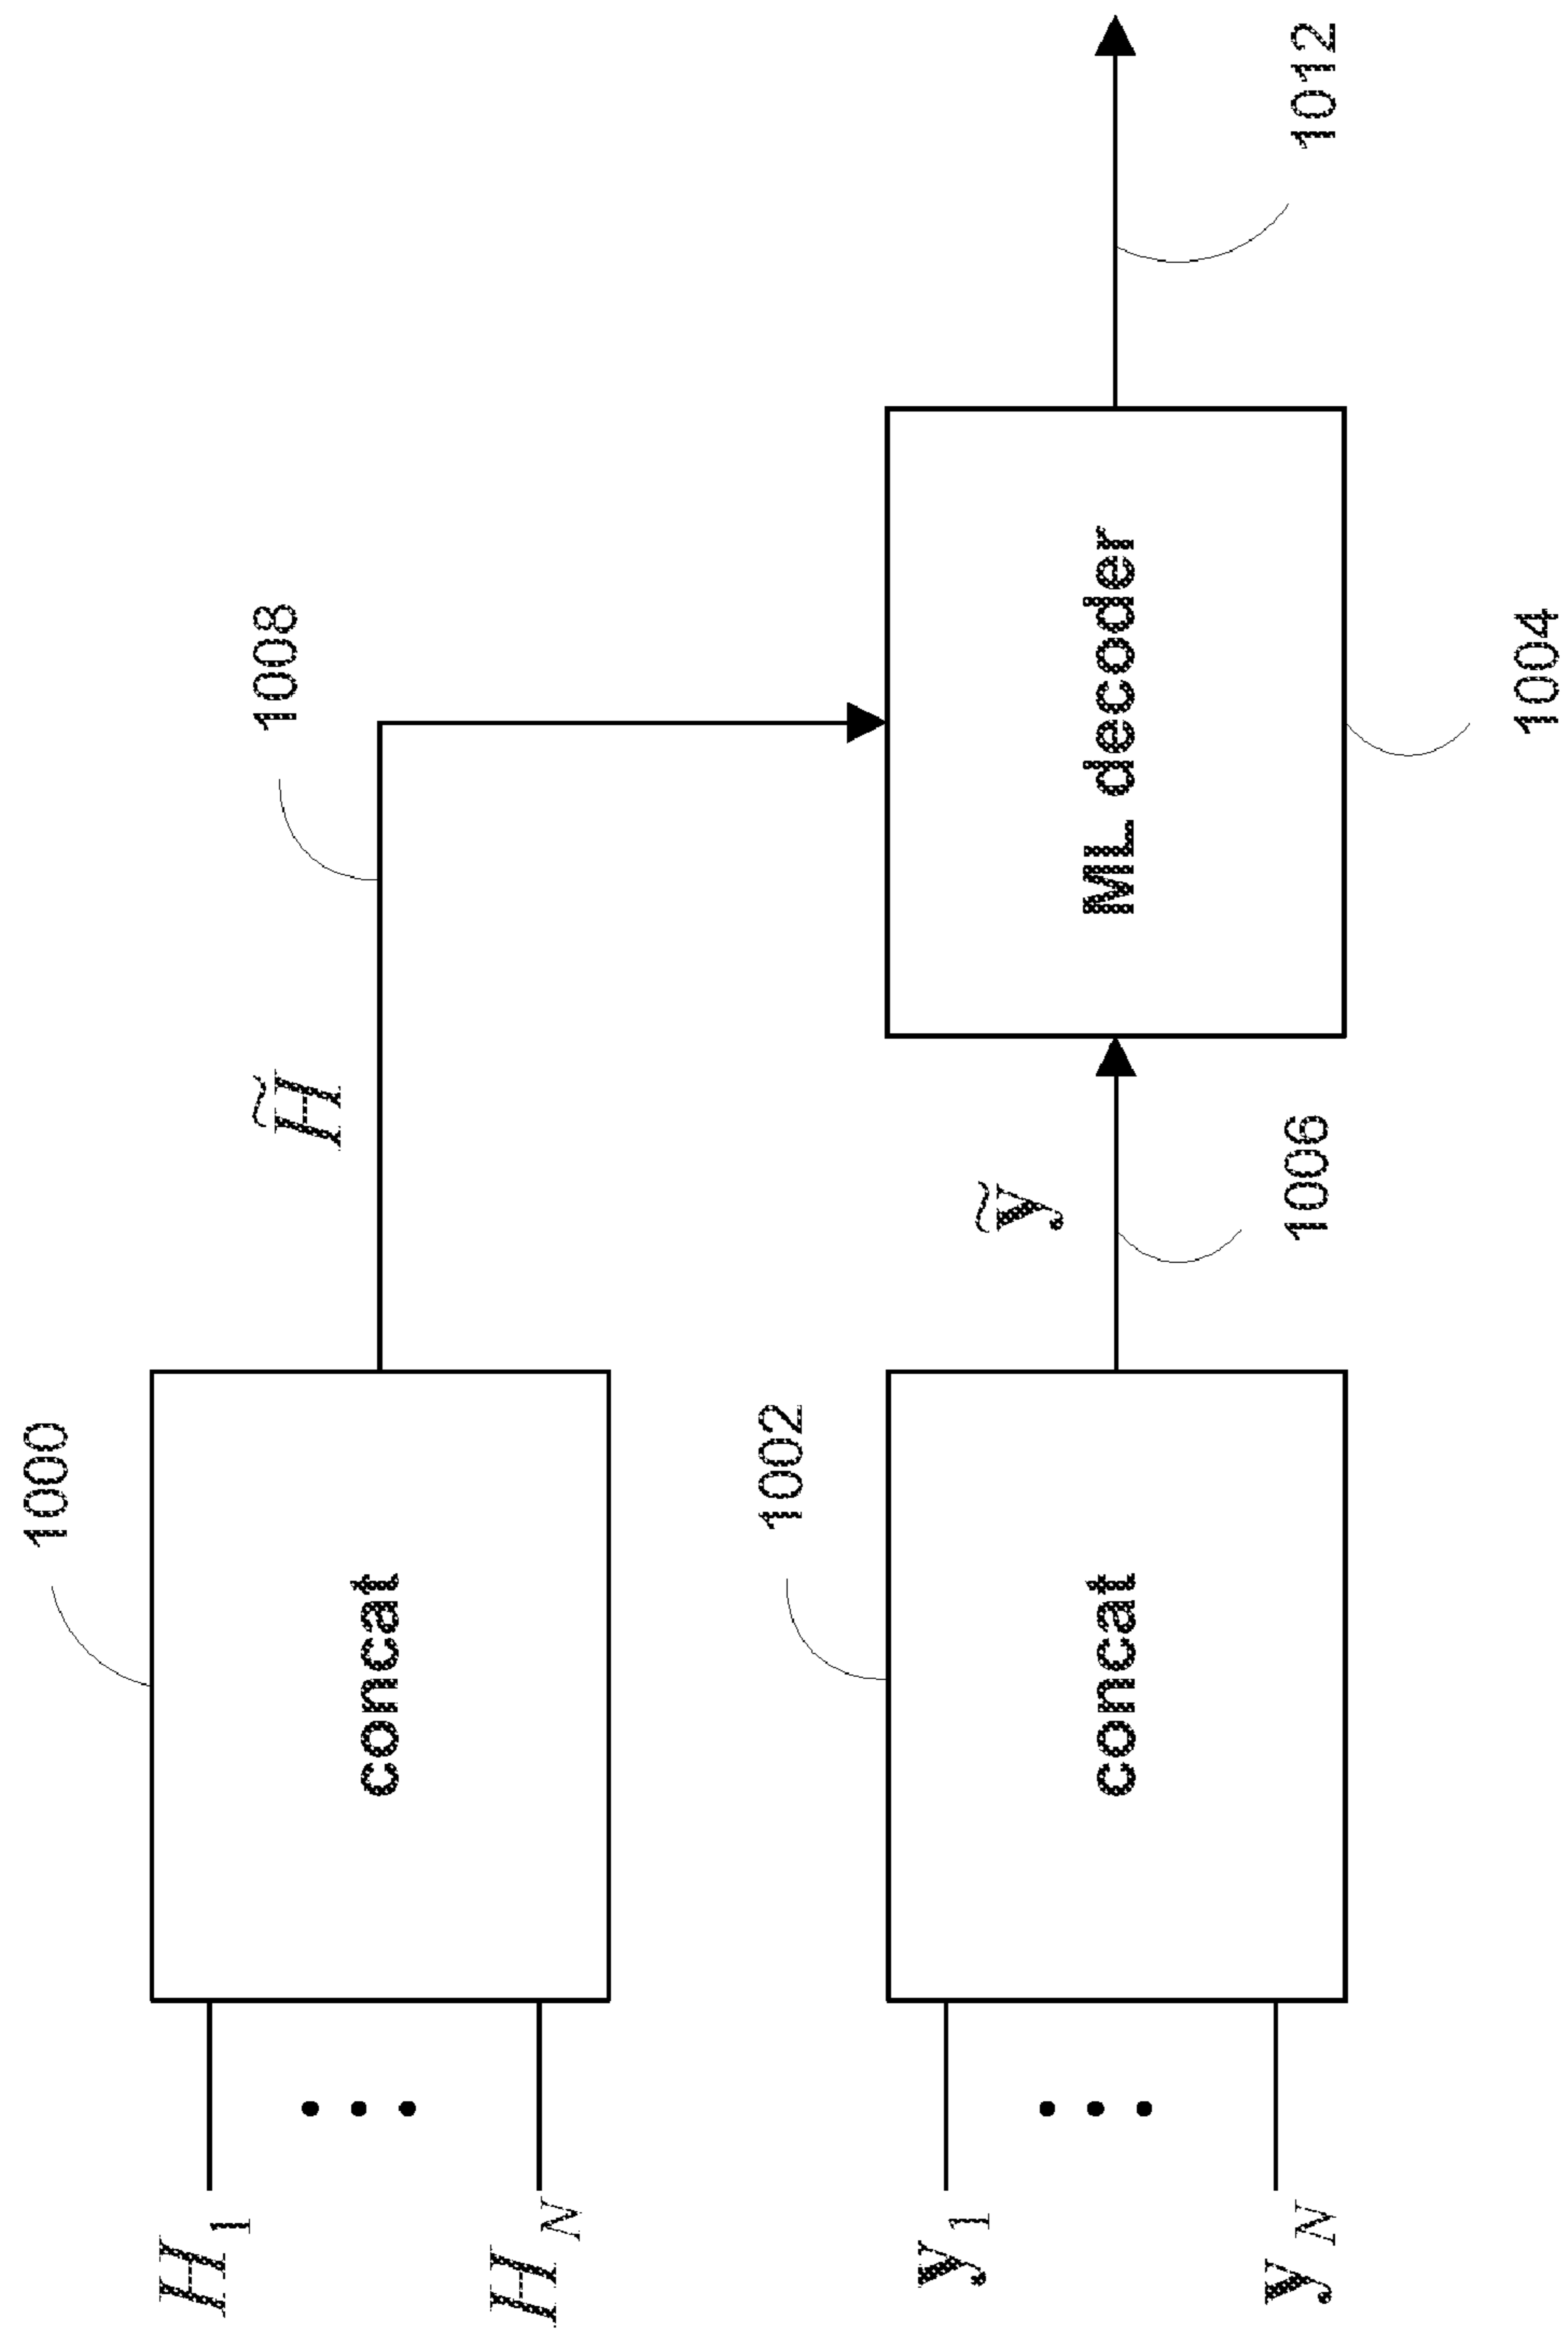 1000
H̃
1008
H₁
concat
H_N
1002
ỹ
ML decoder
y₁
concat
y_N
1006
1004
1012